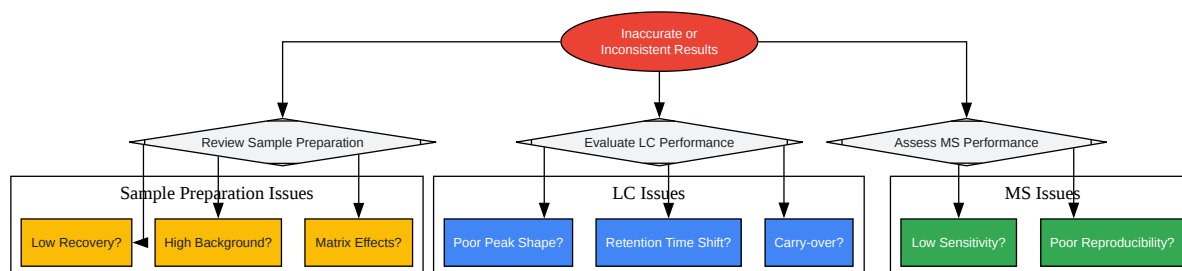 Inaccurate or
Inconsistent Results
Review Sample Preparation
Evaluate LC Performance
Assess MS Performance
Sample Preparation Issues
LC Issues
MS Issues
Low Recovery?
High Background?
Matrix Effects?
Poor Peak Shape?
Retention Time Shift?
Carry-over?
Low Sensitivity?
Poor Reproducibility?